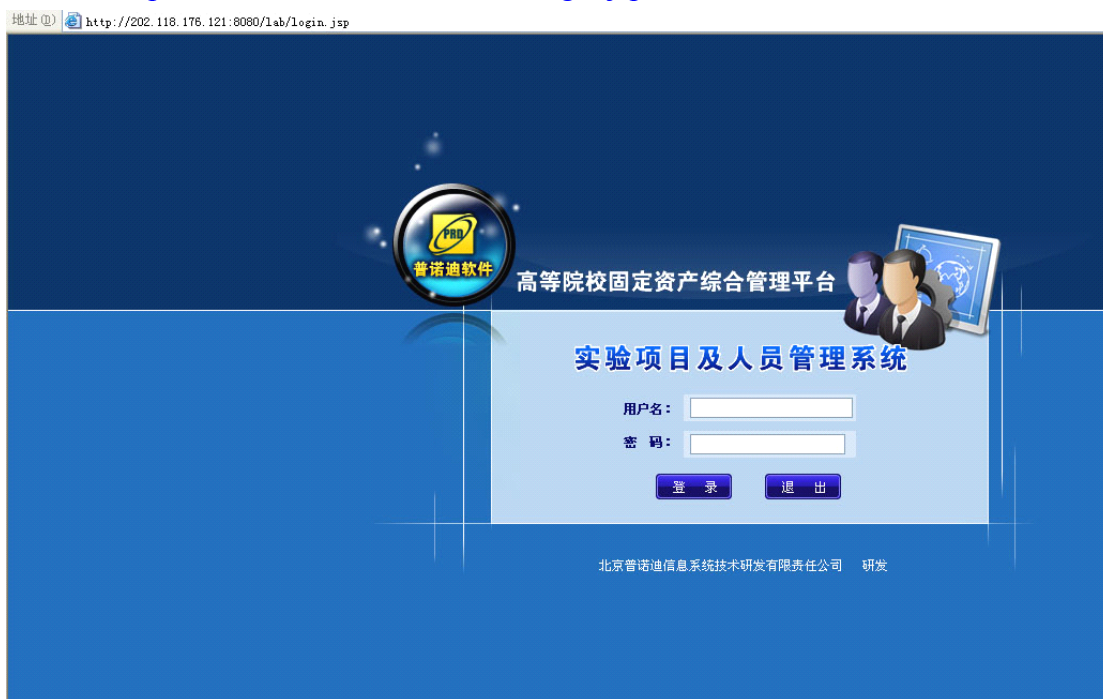 地址(D) http://202.118.176.121:8080/lab/login.jsp
PRD
普诺迪软件
高等院校固定资产综合管理平台
实验项目及人员管理系统
用户名：
密 码：
登 录 退 出
北京普诺迪信息系统技术研发有限责任公司 研发